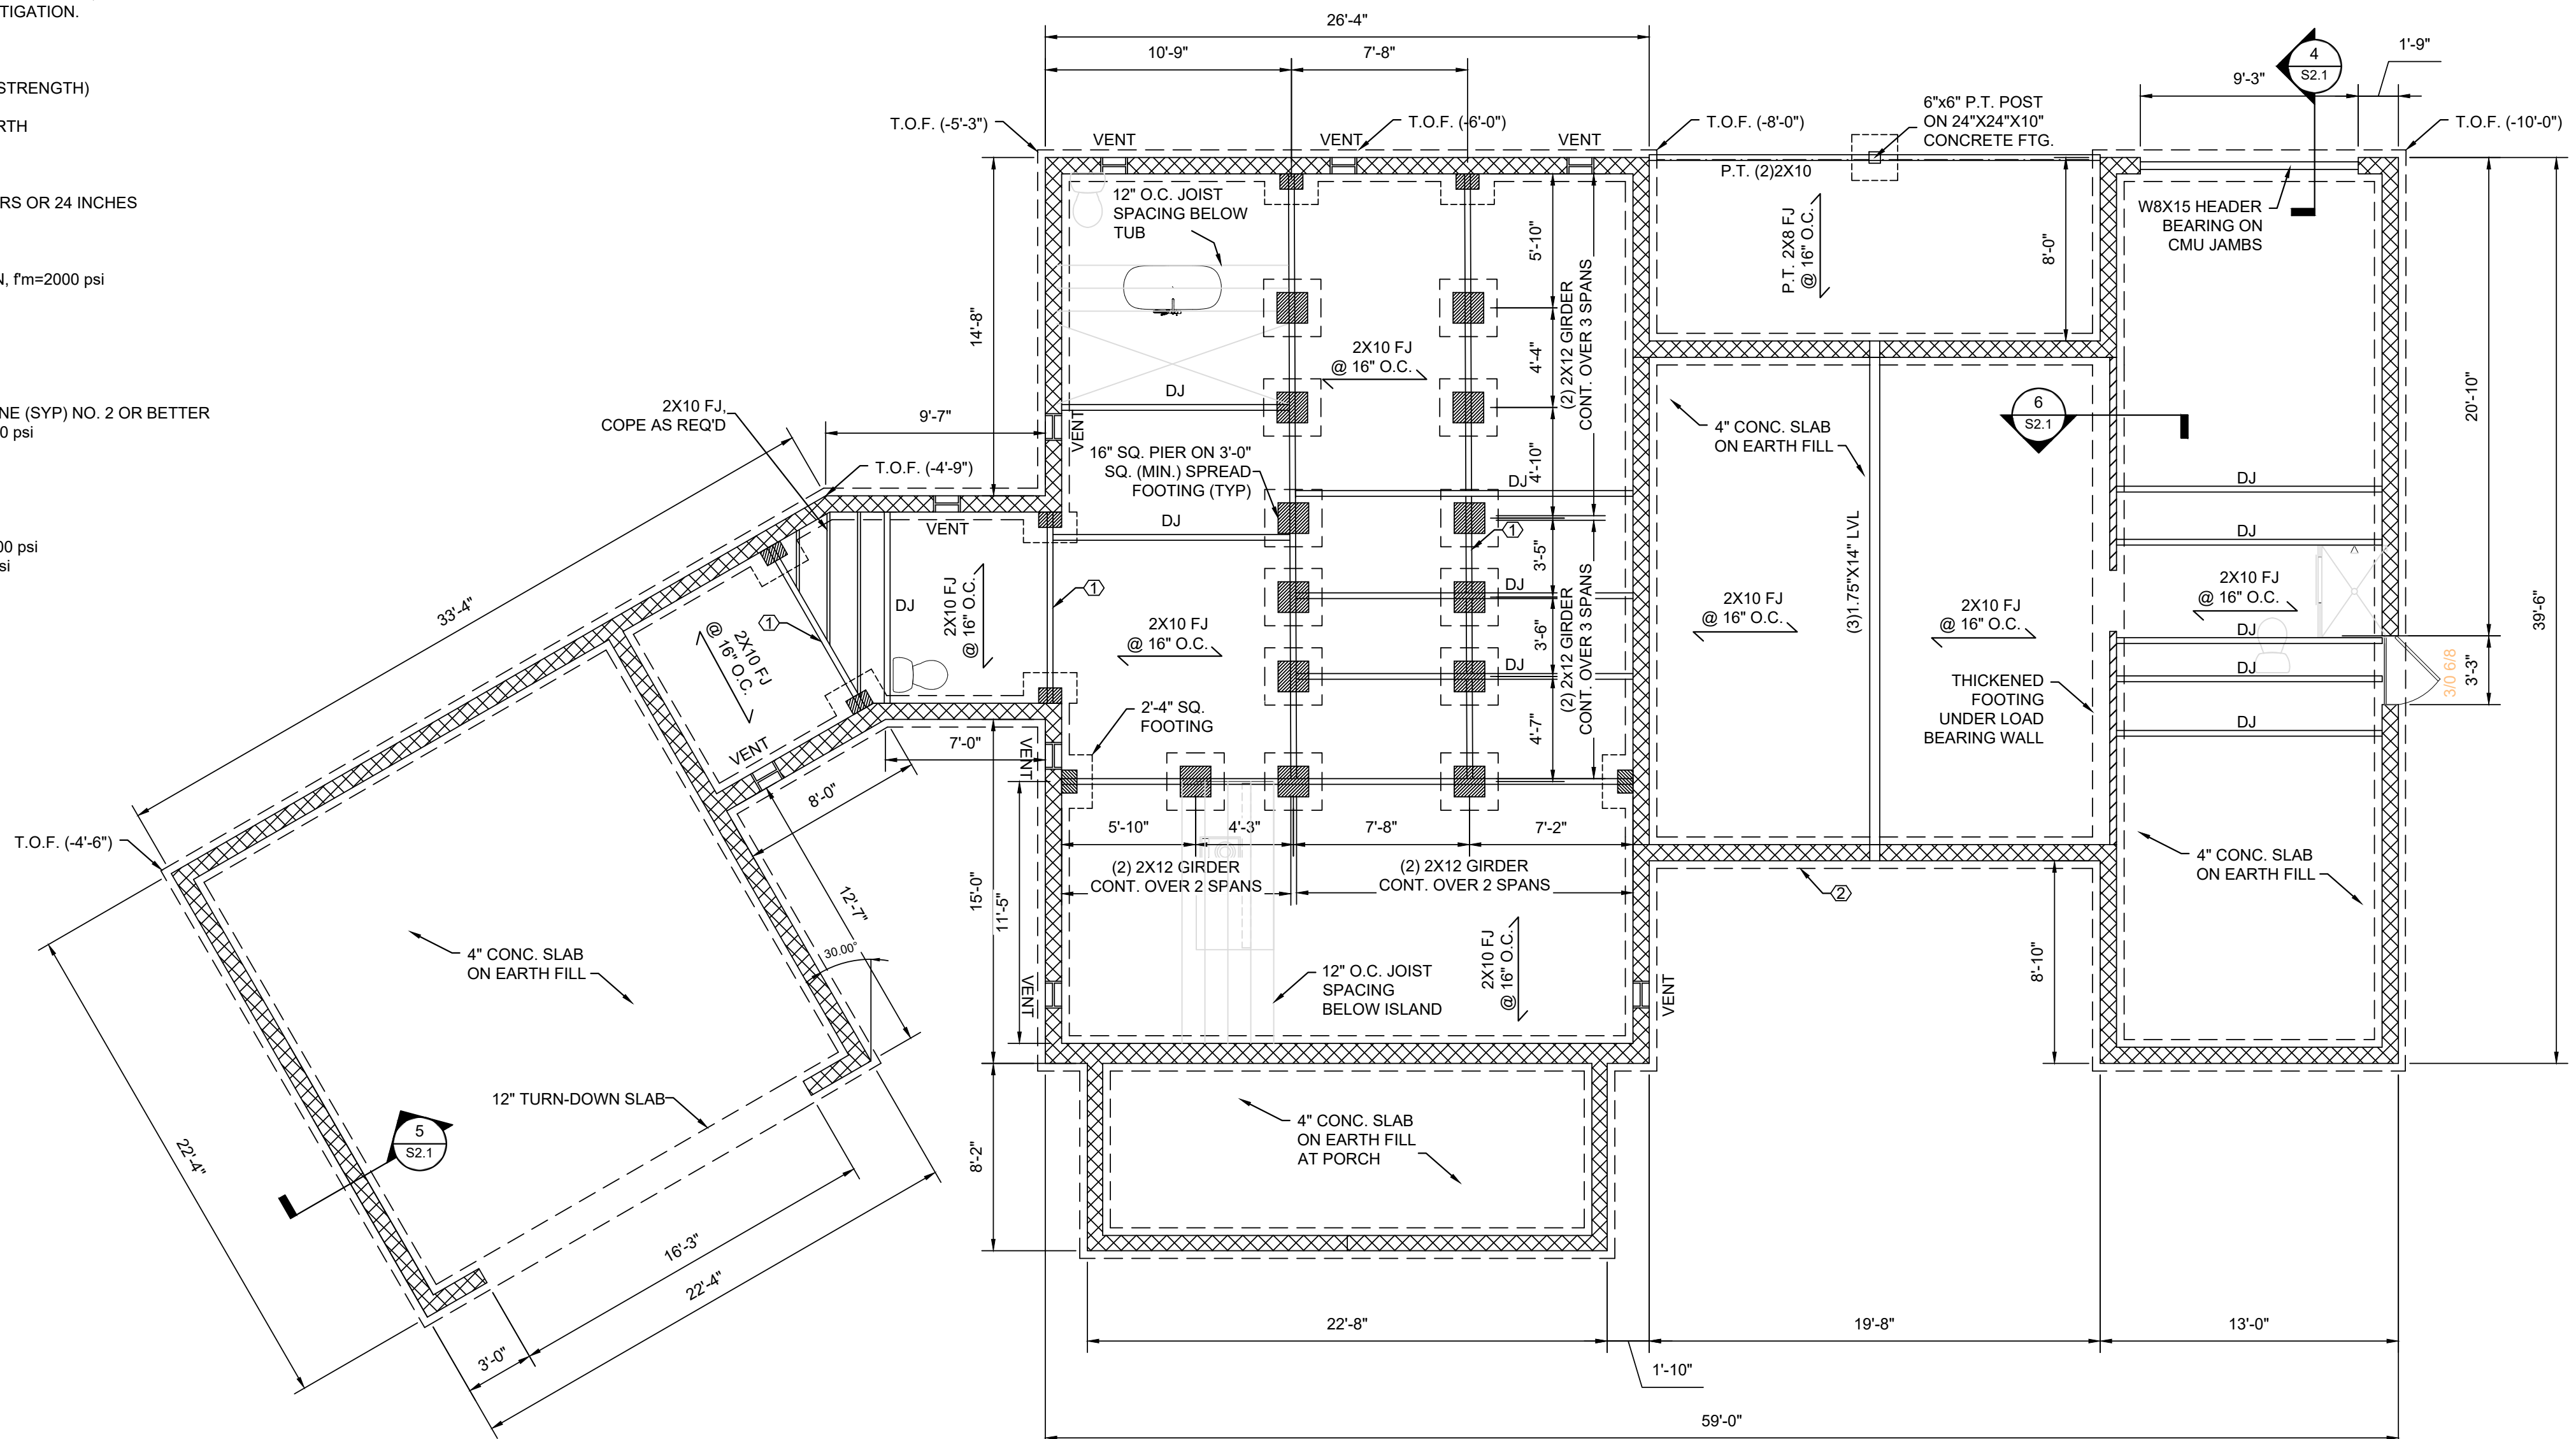 TIGATION.
STRENGTH)
RTH
RS OR 24 INCHES
N, f'm=2000 psi
NE (SYP) NO. 2 OR BETTER
0 psi
00 psi
si
26'-4"
10'-9"
7'-8"
4
S2.1
1'-9"
9'-3"
T.O.F. (-5'-3")
VENT
VENT
T.O.F. (-6'-0")
VENT
T.O.F. (-8'-0")
6"x6" P.T. POST
ON 24"X24"X10"
CONCRETE FTG.
T.O.F. (-10'-0")
P.T. (2)2X10
12" O.C. JOIST
SPACING BELOW
TUB
W8X15 HEADER
BEARING ON
CMU JAMBS
P.T. 2X8 FJ
@ 16" O.C.
8'-0"
5'-10"
14'-8"
(2) 2X12 GIRDER
CONT. OVER 3 SPANS
4'-4"
2X10 FJ
@ 16" O.C.
DJ
20'-10"
39'-6"
2X10 FJ,
COPE AS REQ'D
9'-7"
VENT
6
S2.1
4" CONC. SLAB
ON EARTH FILL
T.O.F. (-4'-9")
16" SQ. PIER ON 3'-0"
SQ. (MIN.) SPREAD
FOOTING (TYP)
4'-10"
DJ
DJ
DJ
VENT
DJ
1
DJ
33'-4"
3'-5"
(3)1.75"X14" LVL
DJ
2X10 FJ
@ 16" O.C.
1
DJ
2X10 FJ
@ 16" O.C.
2X10 FJ
@ 16" O.C.
2X10 FJ
@ 16" O.C.
2X10 FJ
@ 16" O.C.
1
2X10 FJ
@ 16" O.C.
3'-6"
(2) 2x12 GIRDER
CONT. OVER 3 SPANS
DJ
DJ
DJ
3/0 6/8
3'-3"
THICKENED
FOOTING
UNDER LOAD
BEARING WALL
2'-4" SQ.
FOOTING
4'-7"
DJ
VENT
7'-0"
VENT
8'-0"
T.O.F. (-4'-6")
5'-10"
4'-3"
7'-8"
7'-2"
(2) 2X12 GIRDER
CONT. OVER 2 SPANS
(2) 2X12 GIRDER
CONT. OVER 2 SPANS
4" CONC. SLAB
ON EARTH FILL
2
15'-0"
11'-5"
12'-7"
30.00°
4" CONC. SLAB
ON EARTH FILL
2X10 FJ
@ 16" O.C.
12" O.C. JOIST
SPACING
BELOW ISLAND
VENT
VENT
8'-10"
12" TURN-DOWN SLAB
5
S2.1
22'-4"
4" CONC. SLAB
ON EARTH FILL
AT PORCH
8'-2"
16'-3"
22'-4"
3'-0"
22'-8"
19'-8"
13'-0"
1'-10"
59'-0"